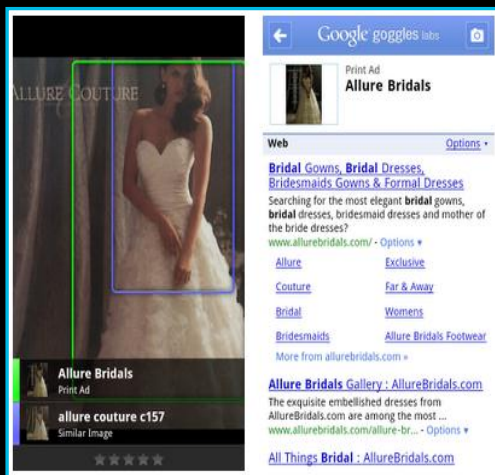 ALLURE COUTURE
Allure Bridals
Print Ad
allure couture c157
Similar Image
Google goggles labs
Print Ad
Allure Bridals
Web Options
Bridal Gowns, Bridal Dresses,
Bridesmaids Gowns & Formal Dresses
Searching for the most elegant bridal gowns,
bridal dresses, bridesmaid dresses and mother of
the bride dresses?
www.allurebridals.com/ - Options ▾
Allure Exclusive
Couture Far & Away
Bridal Womens
Bridesmaids Allure Bridals Footwear
More from allurebridals.com »
Allure Bridals Gallery : AllureBridals.com
The exquisite embellished dresses from
AllureBridals.com are among the most ...
www.allurebridals.com/allure-br... - Options ▾
All Things Bridal : AllureBridals.com